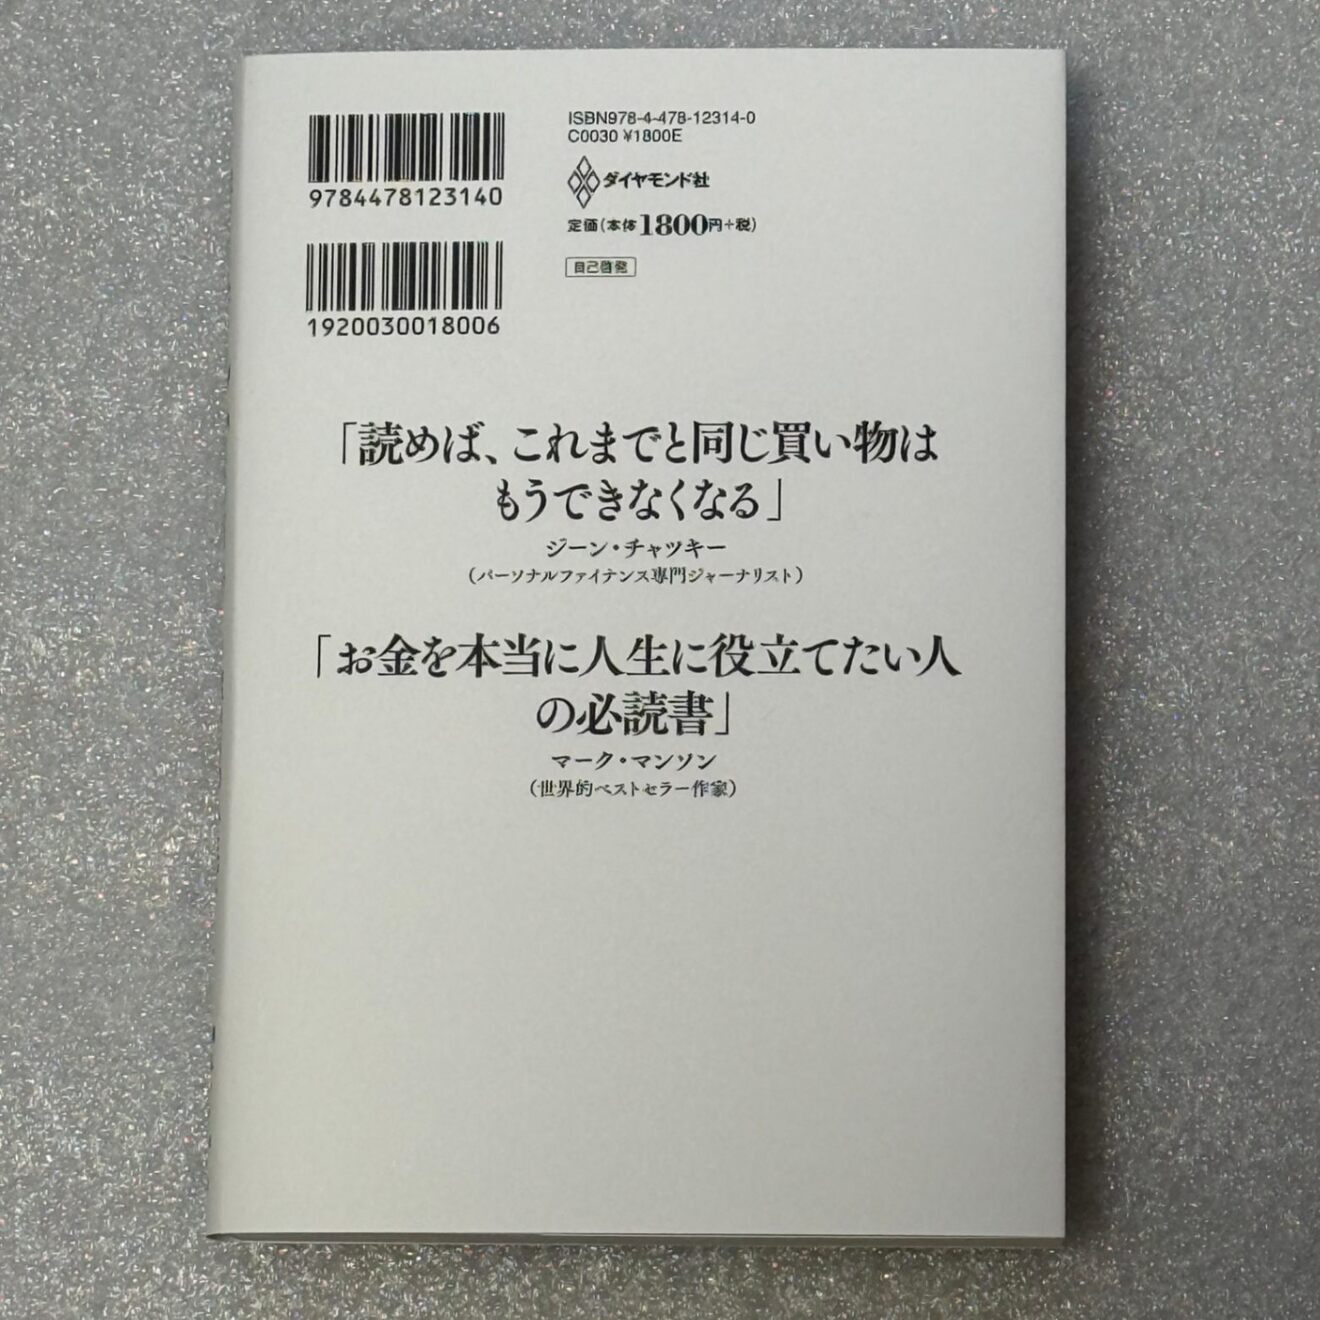 9784478123140
1920030018006
ISBN978-4-478-12314-0
C0030 ¥1800E
ダイヤモンド社
定価(本体1800円+税)
自己啓発
「読めば、これまでと同じ買い物は
もうできなくなる」
ジーン・チャツキー
(パーソナルファイナンス専門ジャーナリスト)
「お金を本当に人生に役立てたい人
の必読書」
マーク・マンソン
(世界的ベストセラー作家)